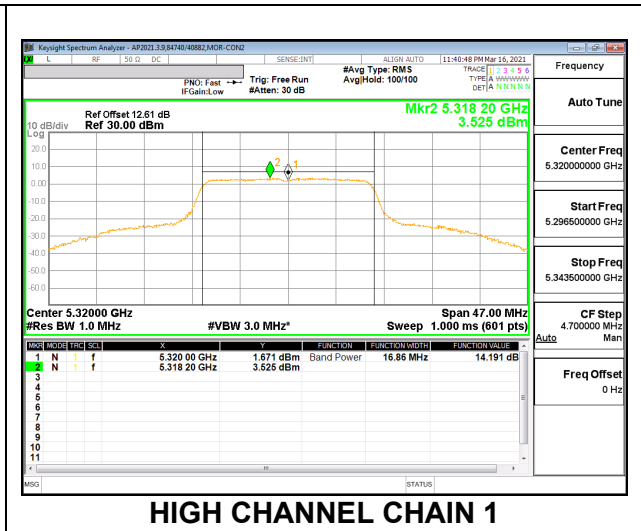 Keysight Spectrum Analyzer - AP2021.3.9,84740/40882,MOR-CON2
L RF 50 Ω DC SENSE:INT ALIGN AUTO 11:40:48 PM Mar 16, 2021
#Avg Type: RMS TRACE 1 2 3 4 5 6
PNO: Fast Trig: Free Run Avg|Hold: 100/100 TYPE A WWWWW
IFGain:Low #Atten: 30 dB DET A N N N N N
Frequency
Auto Tune
Center Freq
5.320000000 GHz
Start Freq
5.296500000 GHz
Stop Freq
5.343500000 GHz
CF Step
4.700000 MHz
Auto Man
Freq Offset
0 Hz
Mkr2 5.318 20 GHz
3.525 dBm
Ref Offset 12.61 dB
10 dB/div Ref 30.00 dBm
Log
20.0
10.0
0.00
-10.0
-20.0
-30.0
-40.0
-50.0
-60.0
2 1
Center 5.32000 GHz Span 47.00 MHz
#Res BW 1.0 MHz #VBW 3.0 MHz* Sweep 1.000 ms (601 pts)
MKR MODE TRC SCL X Y FUNCTION FUNCTION WIDTH FUNCTION VALUE
1 N 1 f 5.320 00 GHz 1.671 dBm Band Power 16.86 MHz 14.191 dB
2 N 1 f 5.318 20 GHz 3.525 dBm
3
4
5
6
7
8
9
10
11
MSG STATUS
HIGH CHANNEL CHAIN 1